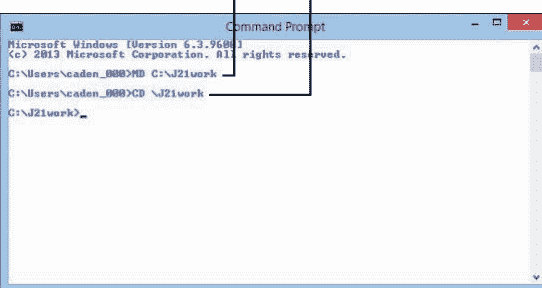 Command Prompt
Microsoft Windows [Version 6.3.9600]
(c) 2013 Microsoft Corporation. All rights reserved.
C:\Users\caden_000>MD C:\J21work
C:\Users\caden_000>CD \J21work
C:\J21work>_